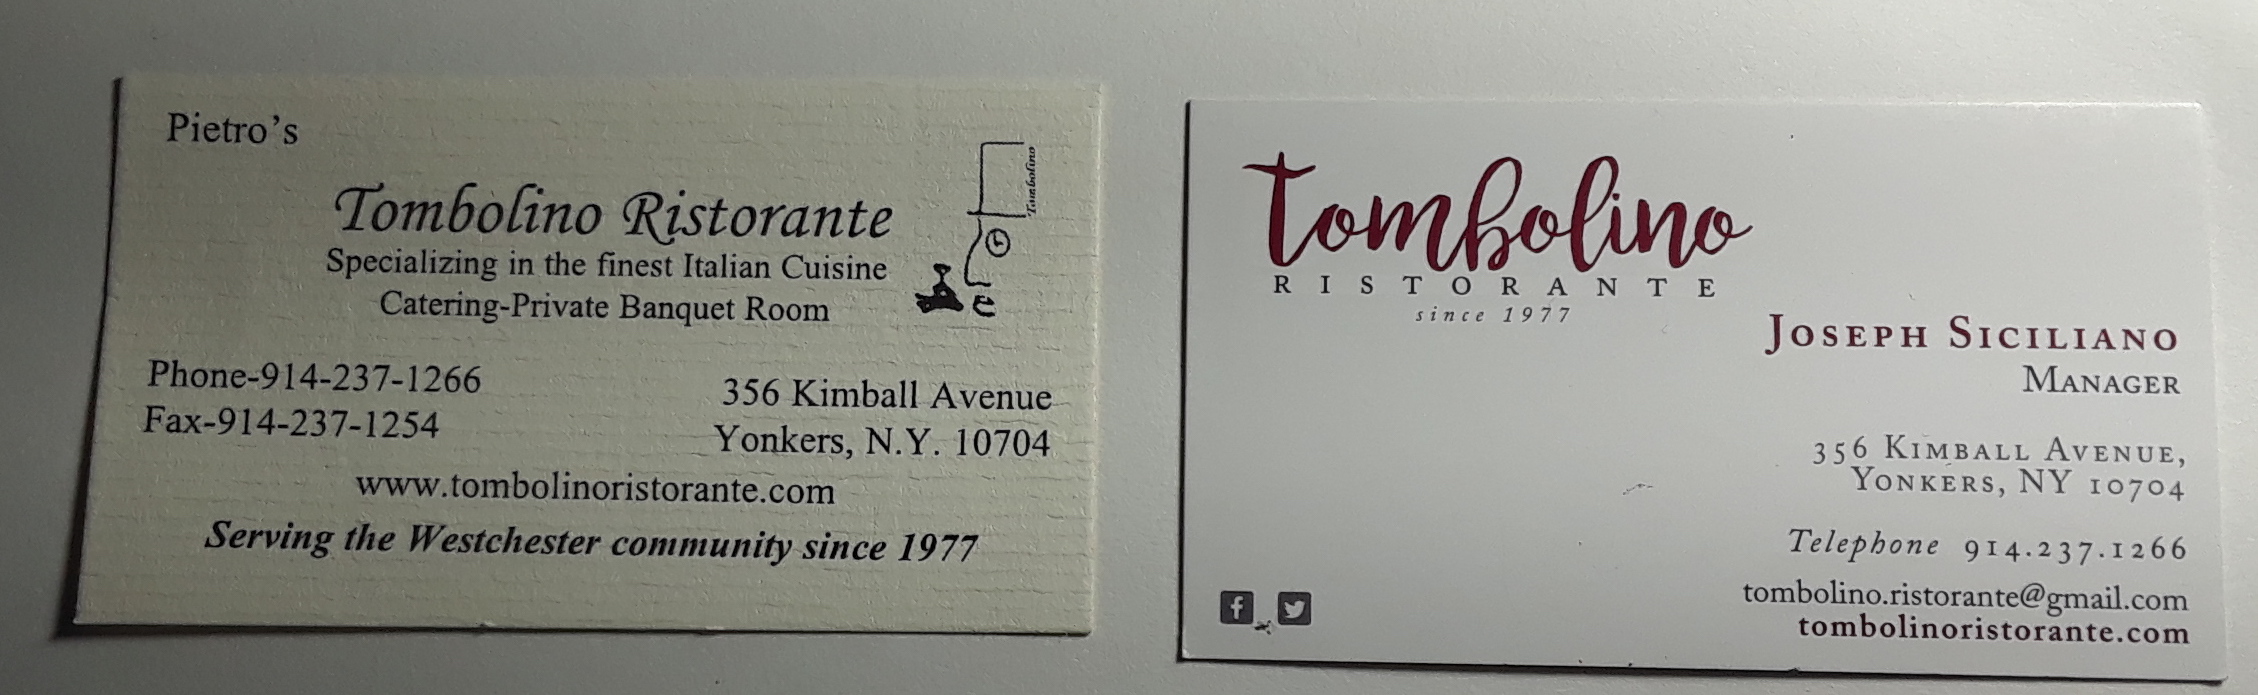 Pietro's
Tombolino
Tombolino Ristorante
Specializing in the finest Italian Cuisine
Catering-Private Banquet Room
Phone-914-237-1266
Fax-914-237-1254
356 Kimball Avenue
Yonkers, N.Y. 10704
www.tombolinoristorante.com
Serving the Westchester community since 1977
tombolino
RISTORANTE
since 1977
JOSEPH SICILIANO
MANAGER
356 KIMBALL AVENUE,
YONKERS, NY 10704
Telephone 914.237.1266
tombolino.ristorante@gmail.com
tombolinoristorante.com